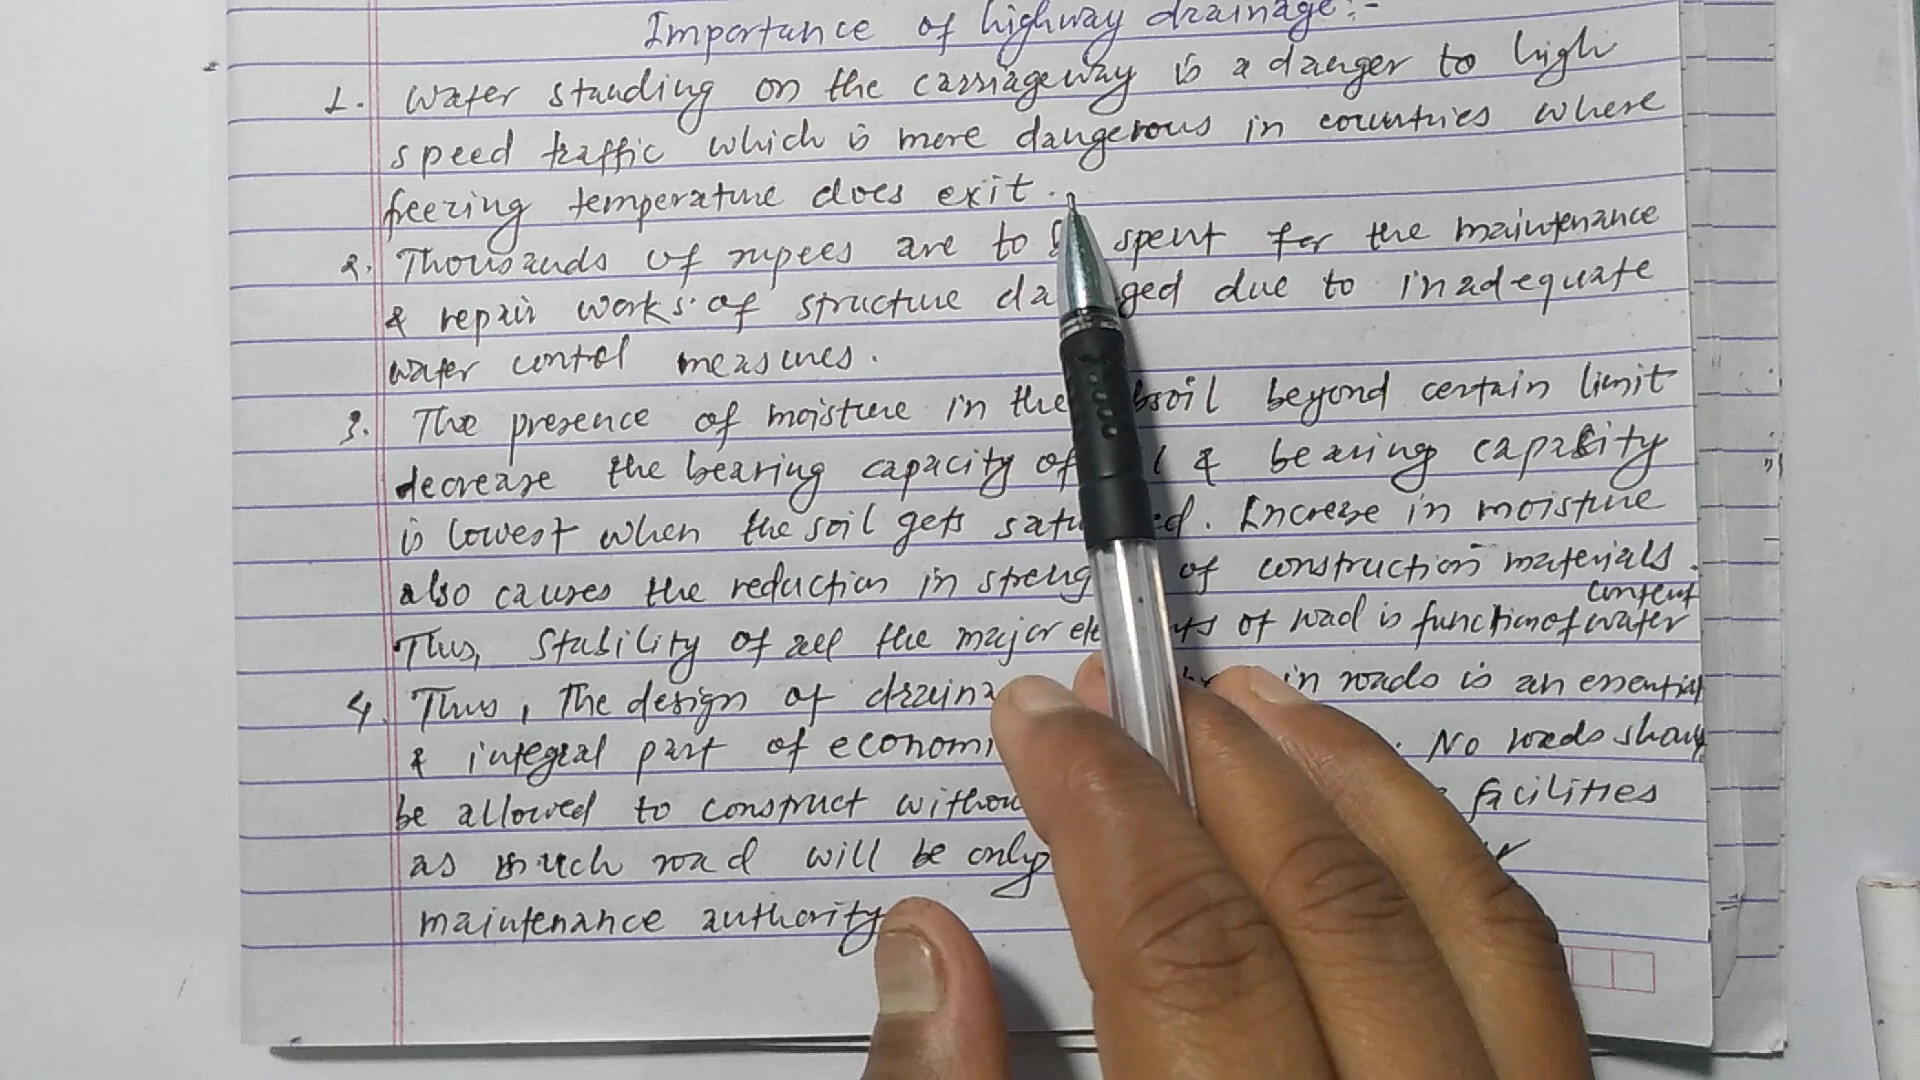 Importance of highway drainage:-
1. Water standing on the carriageway is a danger to high
speed traffic which is more dangerous in countries where
freezing temperature does exit.
2. Thousands of rupees are to spent for the maintenance
& repair works of structure da ged due to inadequate
water control measures.
3. The presence of moisture in the bsoil beyond certain limit
decrease the bearing capacity of l & bearing capacity
is lowest when the soil gets satu ed. Increase in moisture
also causes the reduction in streng of construction materials.
content
Thus, Stability of all the major ele ts of road is function of water
4. Thus, the design of draina in roads is an essential
& integral part of economi . No roads shou
be allowed to construct withou facilities
as such road will be only
maintenance authority